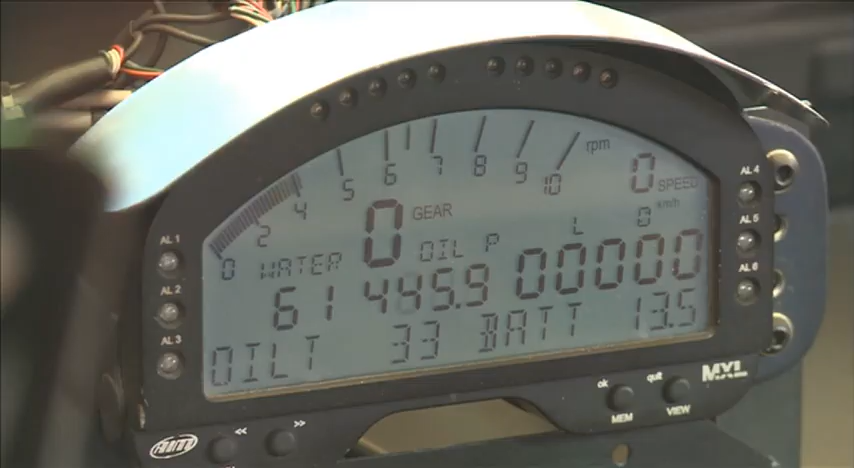 5 6 7 8 9 10 rpm
0 SPEED
AL 4
km/h
4
0 GEAR
2
AL 5
L 0
AL 1
0 WATER OIL P
61 445.9 00000
AL 6
AL 2
OILT 33 BATT 13.5
AL 3
MXL
ok quit
MEM VIEW
<< >>
AIM